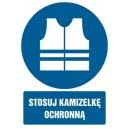 STOSUJ KAMIZELKĘ
OCHRONNĄ